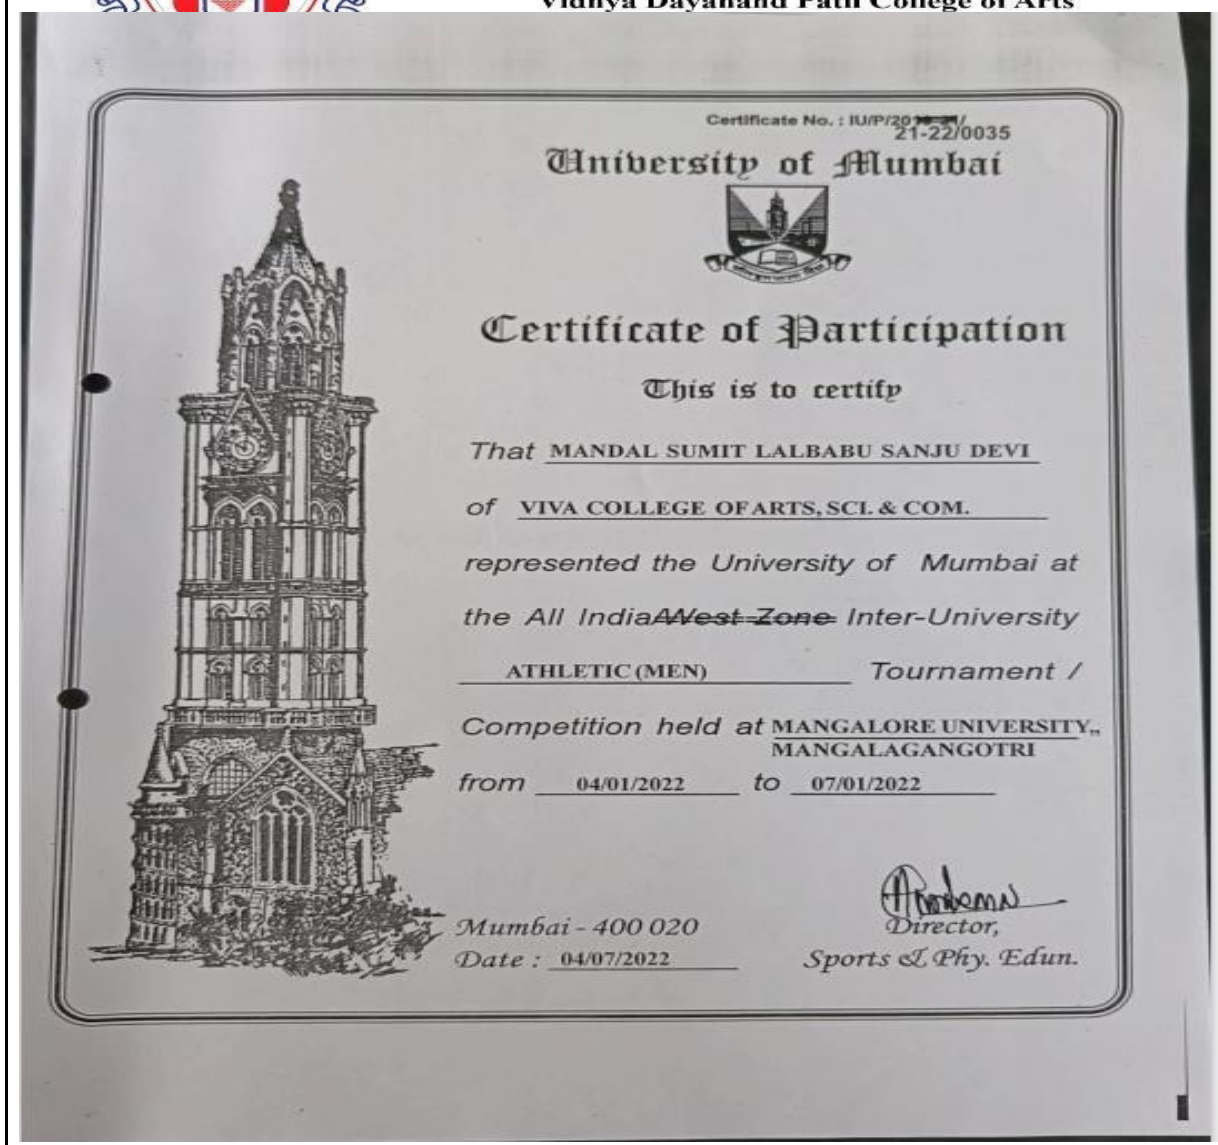 Vidhya Dayanand Patil College of Arts
Certificate No. : IU/P/20
21-22/0035
University of Mumbai
Certificate of Participation
This is to certify
That MANDAL SUMIT LALBABU SANJU DEVI
of VIVA COLLEGE OF ARTS, SCI. & COM.
represented the University of Mumbai at
the All India/West Zone Inter-University
ATHLETIC (MEN) Tournament /
Competition held at MANGALORE UNIVERSITY,,
MANGALAGANGOTRI
from 04/01/2022 to 07/01/2022
Mumbai - 400 020
Director,
Date : 04/07/2022 Sports & Phy. Edun.